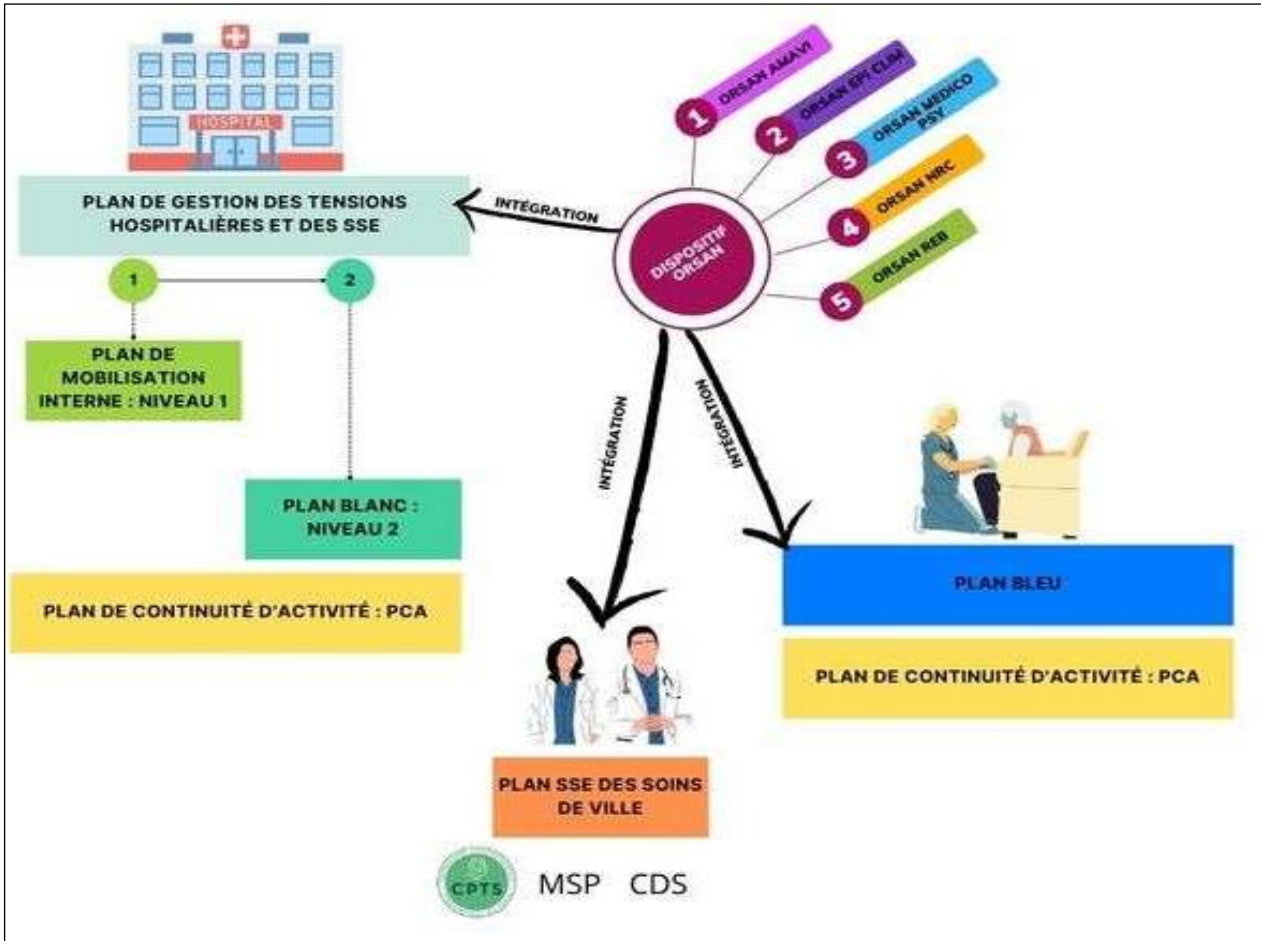 HOSPITAL
PLAN DE GESTION DES TENSIONS
HOSPITALIÈRES ET DES SSE
1
2
PLAN DE
MOBILISATION
INTERNE : NIVEAU 1
PLAN BLANC :
NIVEAU 2
PLAN DE CONTINUITÉ D'ACTIVITÉ : PCA
INTÉGRATION
DISPOSITIF
ORSAN
1
ORSAN AMAVI
2
ORSAN EPI CLIM
3
ORSAN MEDICO
PSY
4
ORSAN NRC
5
ORSAN REB
INTÉGRATION
INTÉGRATION
PLAN BLEU
PLAN DE CONTINUITÉ D'ACTIVITÉ : PCA
PLAN SSE DES SOINS
DE VILLE
CPTS
MSP CDS